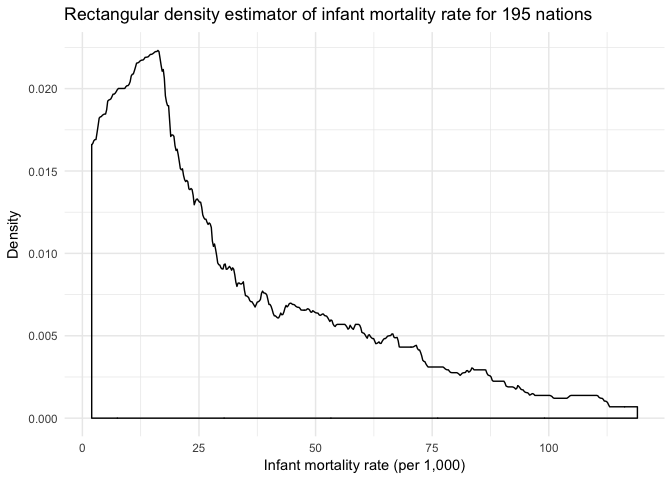 Rectangular density estimator of infant mortality rate for 195 nations
0.020
0.015
0.010
0.005
0.000
Density
0 25 50 75 100
Infant mortality rate (per 1,000)